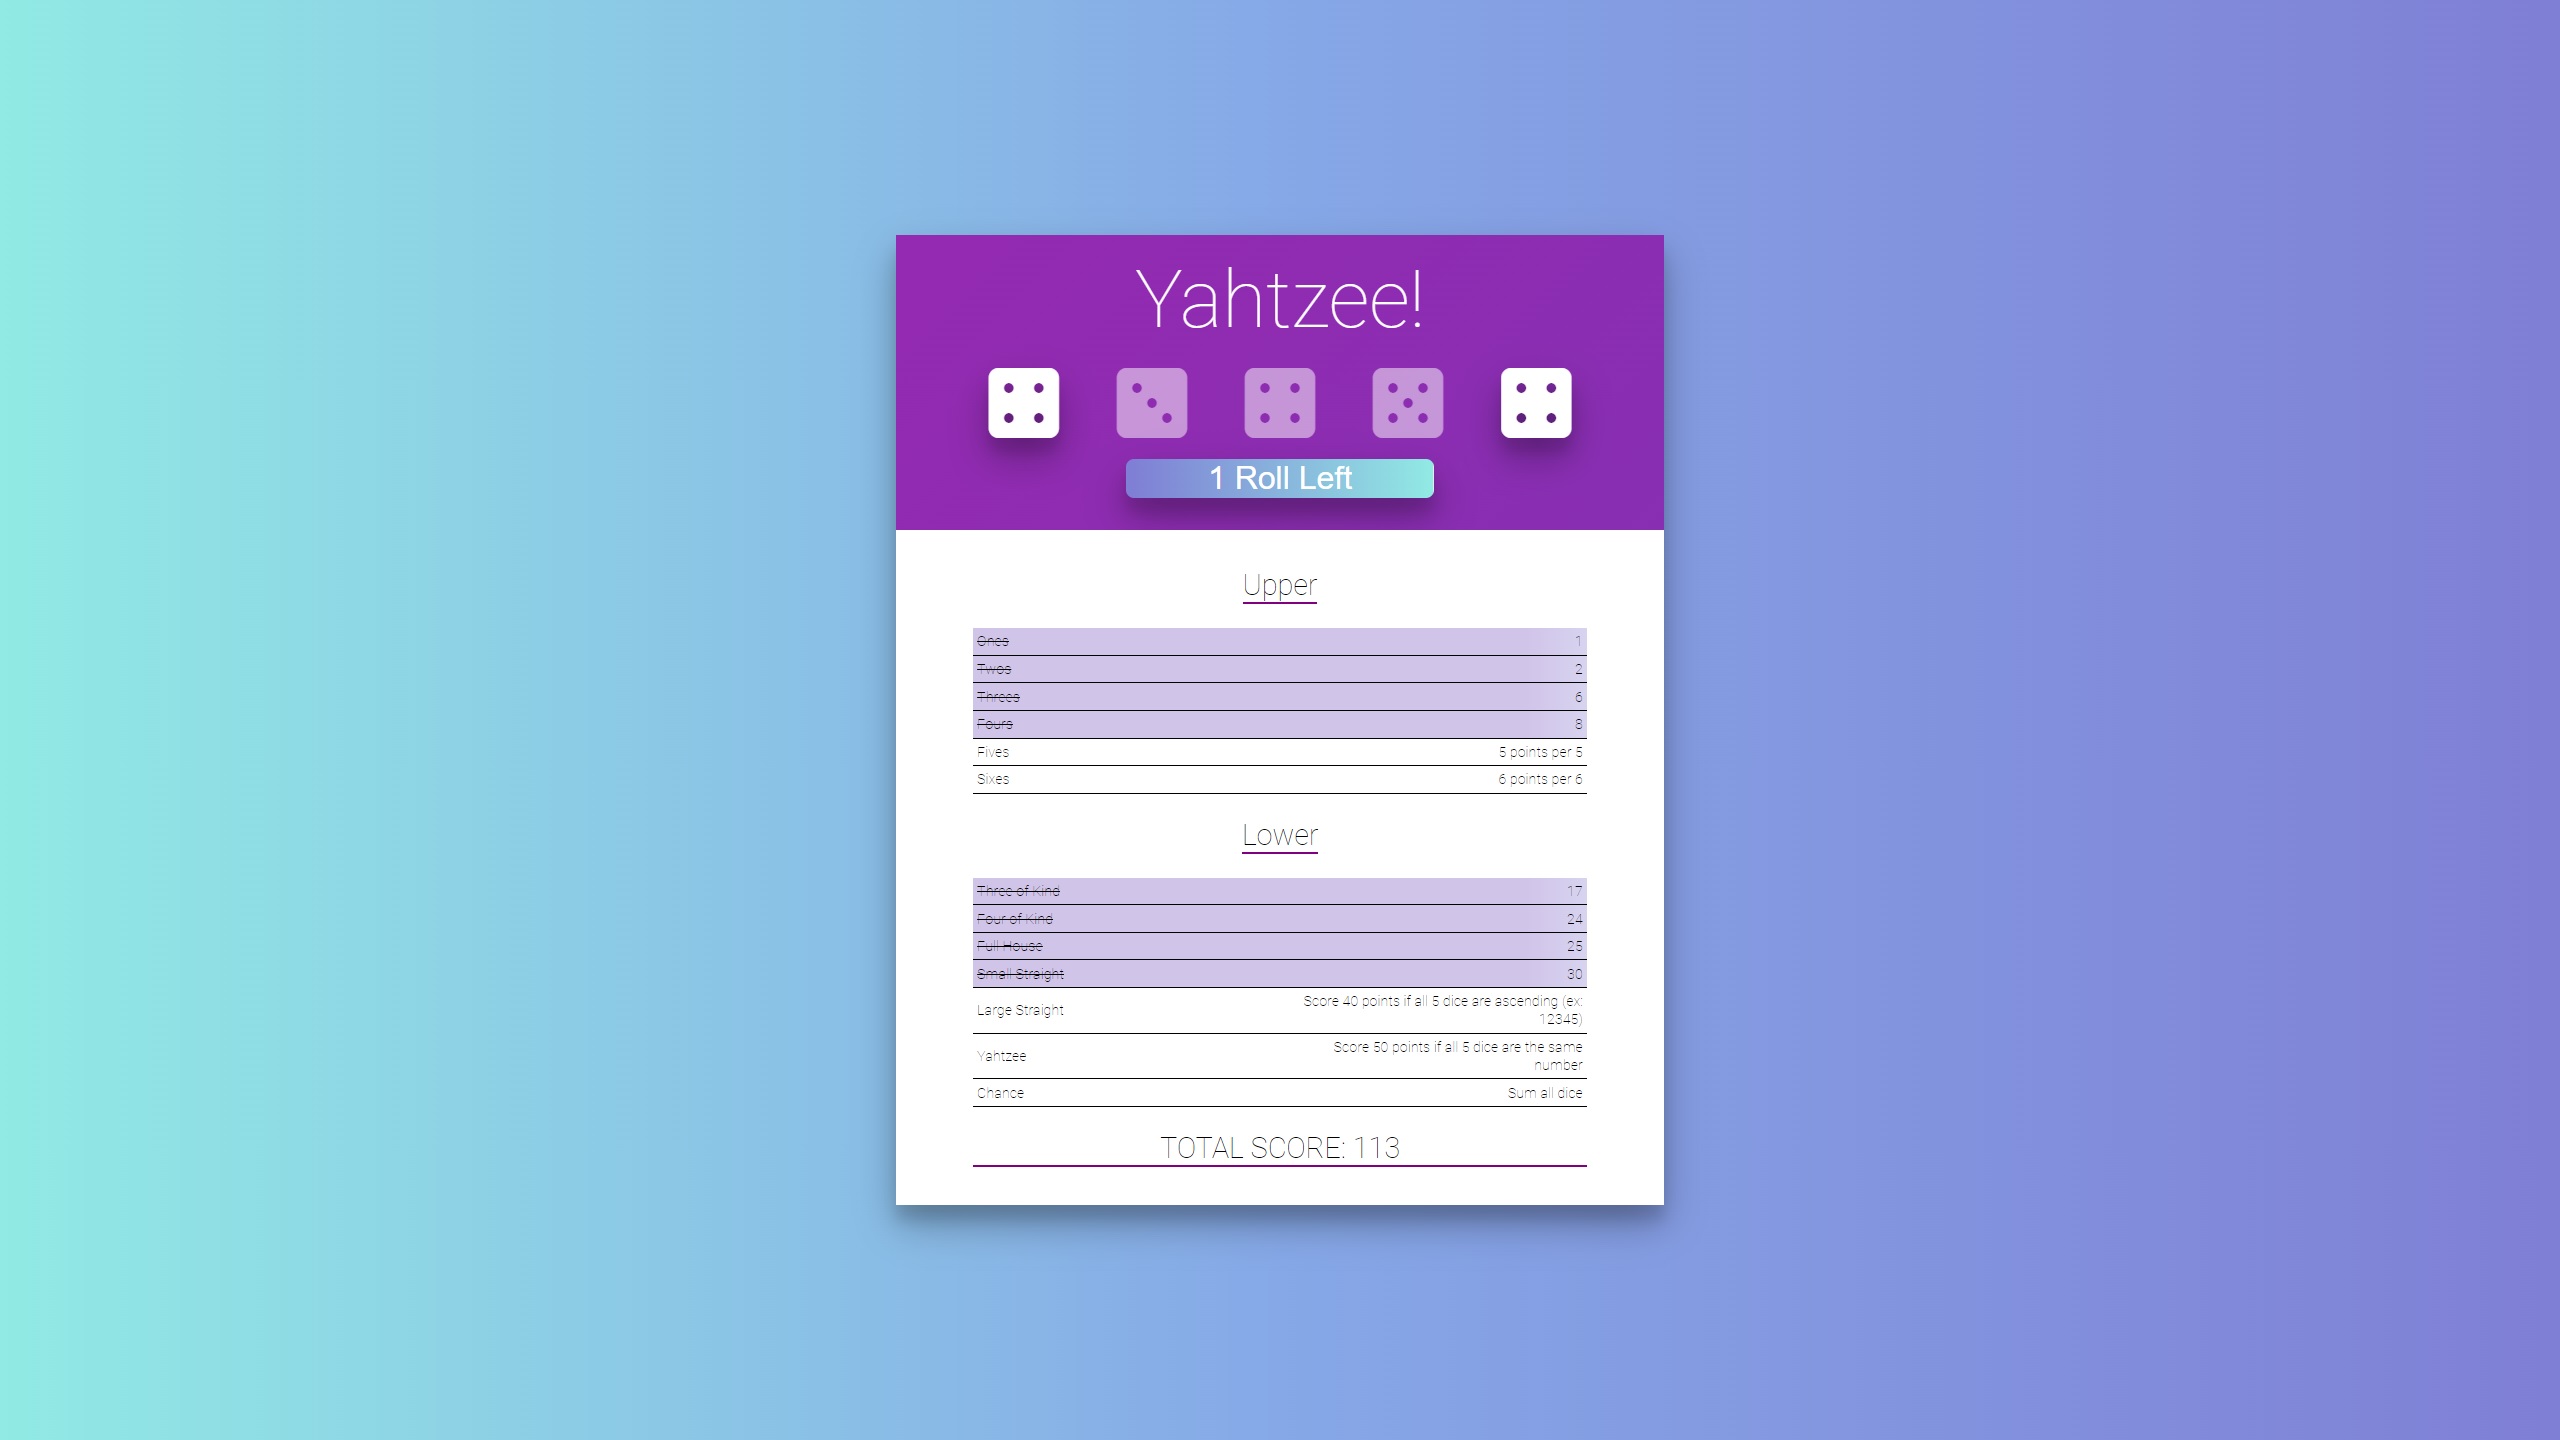 Yahtzee!
1 Roll Left
Upper
Ones 1
Twos 2
Threes 6
Fours 8
Fives 5 points per 5
Sixes 6 points per 6
Lower
Three of Kind 17
Four of Kind 24
Full House 25
Small Straight 30
Large Straight Score 40 points if all 5 dice are ascending (ex:
12345)
Yahtzee Score 50 points if all 5 dice are the same
number
Chance Sum all dice
TOTAL SCORE: 113